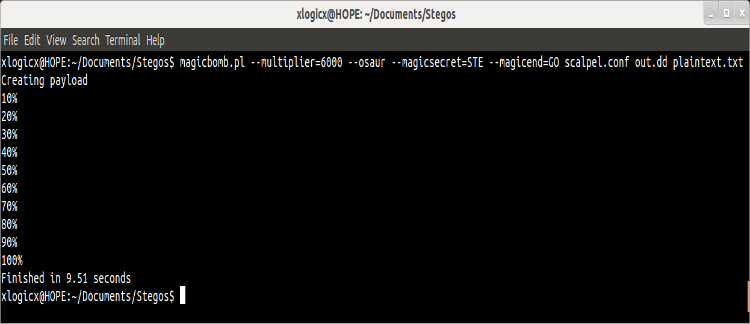 xlogicx@HOPE: ~/Documents/Stegos
File Edit View Search Terminal Help
xlogicx@HOPE:~/Documents/Stegos$ magicbomb.pl --multiplier=6000 --osaur --magicsecret=STE --magicend=GO scalpel.conf out.dd plaintext.txt
Creating payload
10%
20%
30%
40%
50%
60%
70%
80%
90%
100%
Finished in 9.51 seconds
xlogicx@HOPE:~/Documents/Stegos$